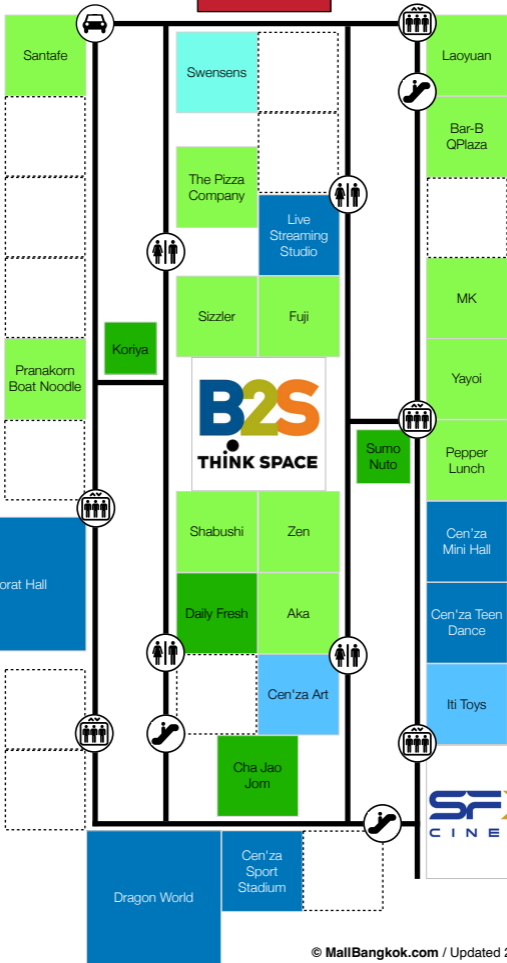 Santafe
Swensens
Laoyuan
Bar-B
QPlaza
The Pizza
Company
Live
Streaming
Studio
MK
Sizzler
Fuji
Koriya
Pranakorn
Boat Noodle
Yayoi
B2S
THiNK SPACE
Sumo
Nuto
Pepper
Lunch
Shabushi
Zen
Cen'za
Mini Hall
orat Hall
Daily Fresh
Aka
Cen'za Teen
Dance
Cen'za Art
Iti Toys
Cha Jao
Jom
SFX
CINE
Dragon World
Cen'za
Sport
Stadium
© MallBangkok.com / Updated 2